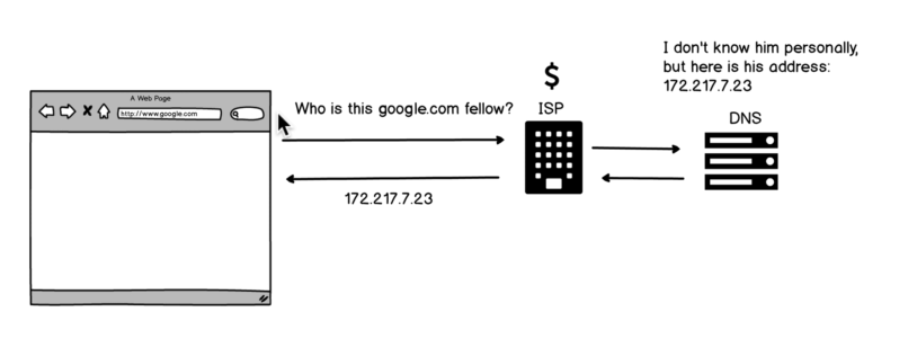 I don't know him personally,
but here is his address:
172.217.7.23
$
A Web Page
http://www.google.com
Who is this google.com fellow?
ISP
DNS
172.217.7.23